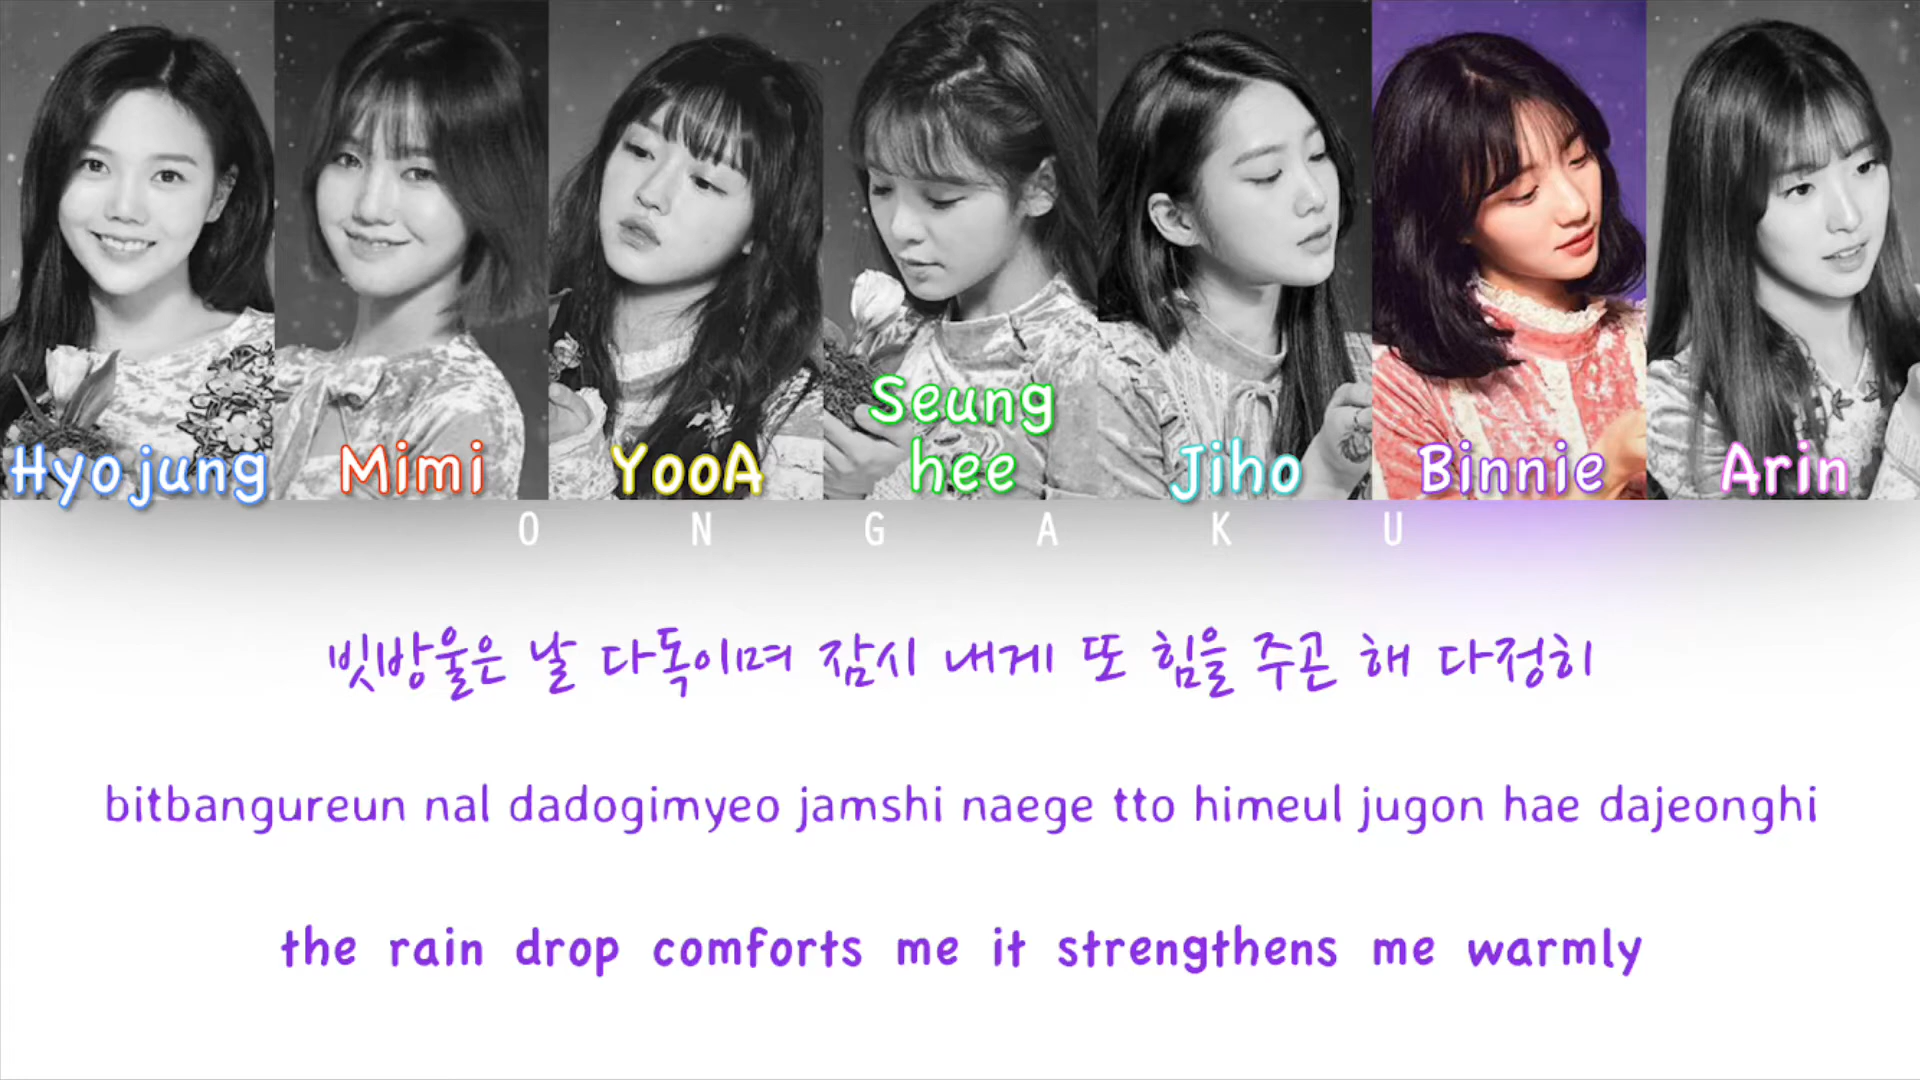 Hyojung Mimi YooA Seung hee Jiho Binnie Arin
O N G A K U
빗방울은 날 다독이며 잠시 내게 또 힘을 주곤 해 다정히
bitbangureun nal dadogimyeo jamshi naege tto himeul jugon hae dajeonghi
the rain drop comforts me it strengthens me warmly